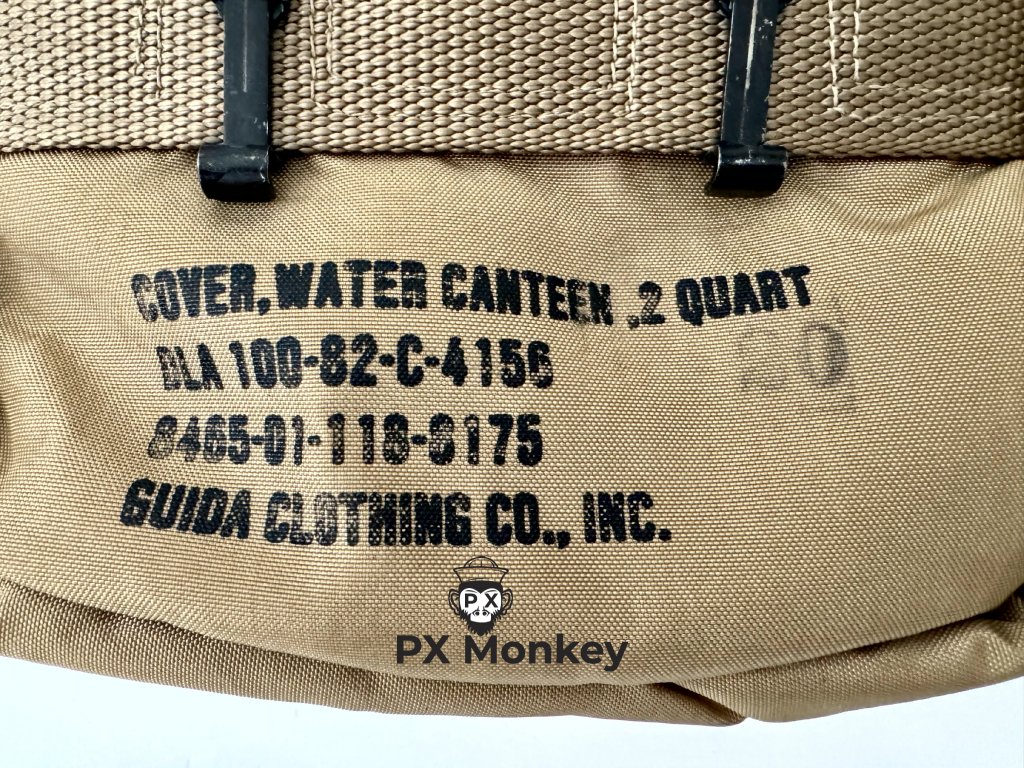 COVER, WATER CANTEEN ,2 QUART
DLA 100-82-C-4156
8465-01-118-8175
GUIDA CLOTHING CO., INC.
PX
PX Monkey